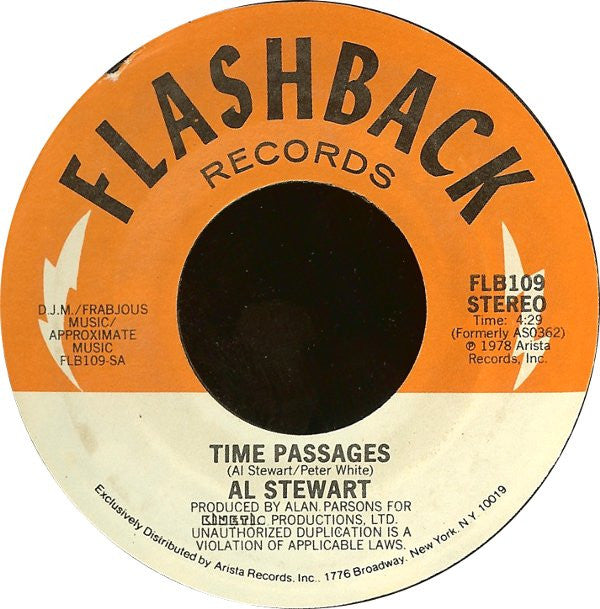 FLASHBACK
RECORDS
D.J.M./FRABJOUS
MUSIC/
APPROXIMATE
MUSIC
FLB109-SA
FLB109
STEREO
Time: 4:29
(Formerly AS0362)
℗ 1978 Arista
Records, Inc.
TIME PASSAGES
(Al Stewart/Peter White)
AL STEWART
PRODUCED BY ALAN PARSONS FOR
KINETIC PRODUCTIONS, LTD.
UNAUTHORIZED DUPLICATION IS A
VIOLATION OF APPLICABLE LAWS.
Exclusively Distributed by Arista Records, Inc., 1776 Broadway, New York, N.Y. 10019